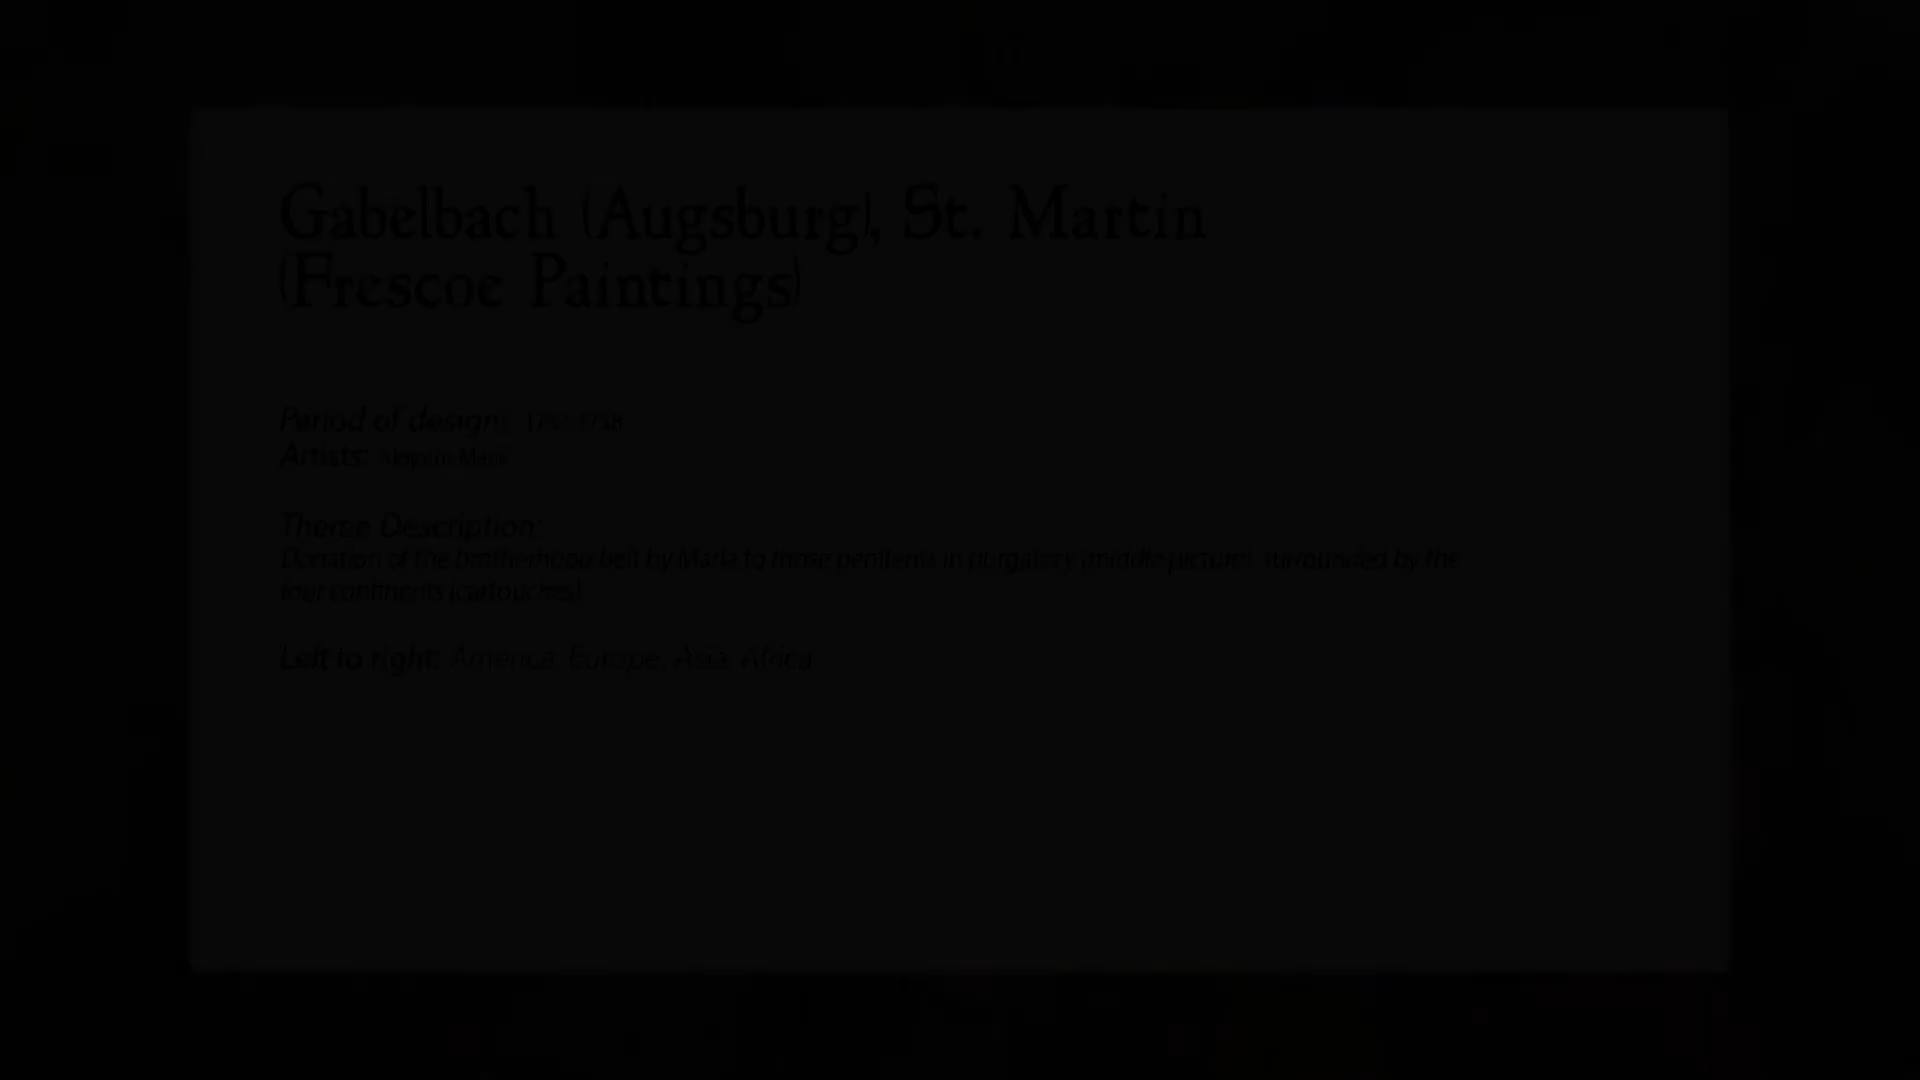 Gabelbach (Augsburg), St. Martin
(Frescoe Paintings)
Period of design:
Artists:
Theme Description:
Donation of the brotherhood belt by Maria to those penitents in purgatory (middle picture), surrounded by the
four continents (cartouches)
Left to right: America, Europe, Asia, Africa